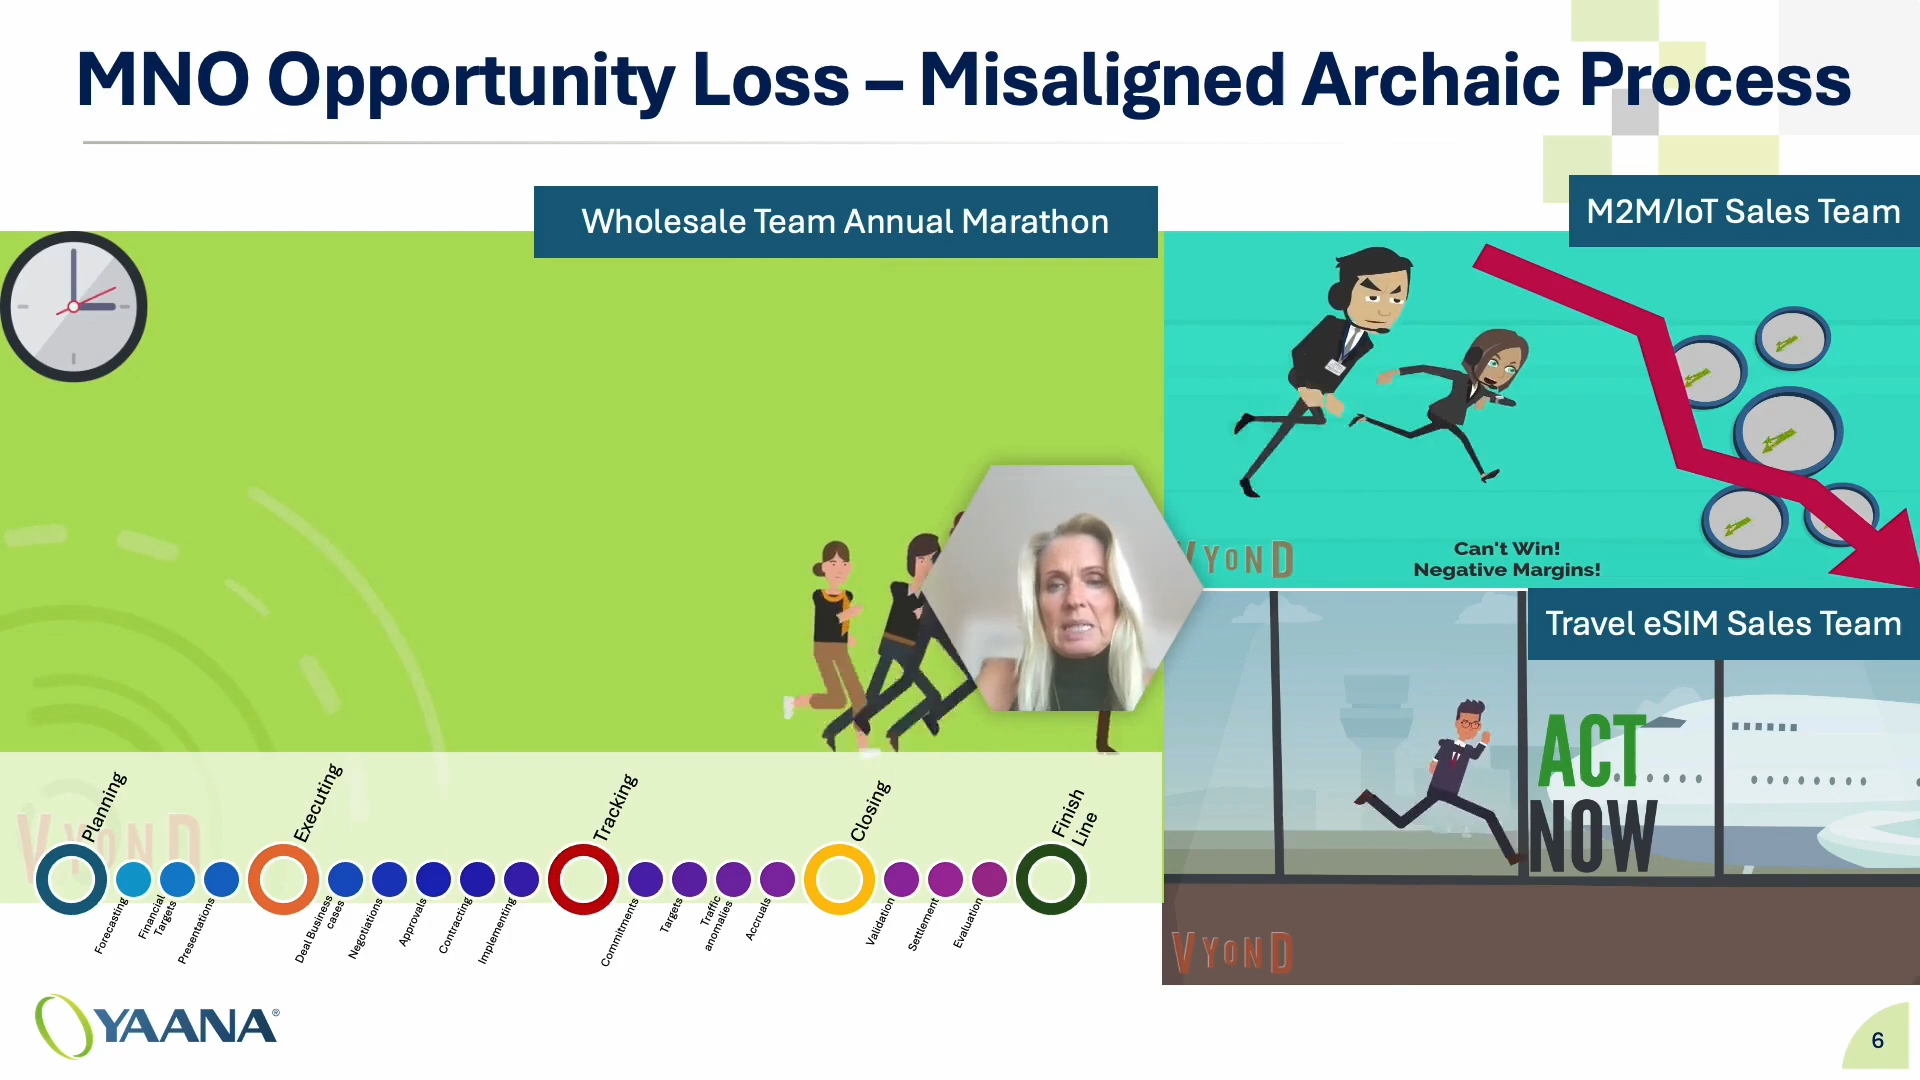 MNO Opportunity Loss – Misaligned Archaic Process
Wholesale Team Annual Marathon
M2M/IoT Sales Team
VYOND
Can't Win!
Negative Margins!
Travel eSIM Sales Team
ACT
NOW
VYOND
VYOND
Planning
Executing
Tracking
Closing
Finish
Line
Forecasting
Financial
Targets
Presentations
Deal Business
cases
Negotiations
Approvals
Contracting
Implementing
Commitments
Targets
Traffic
anomalies
Accruals
Validation
Settlement
Evaluation
YAANA®
6